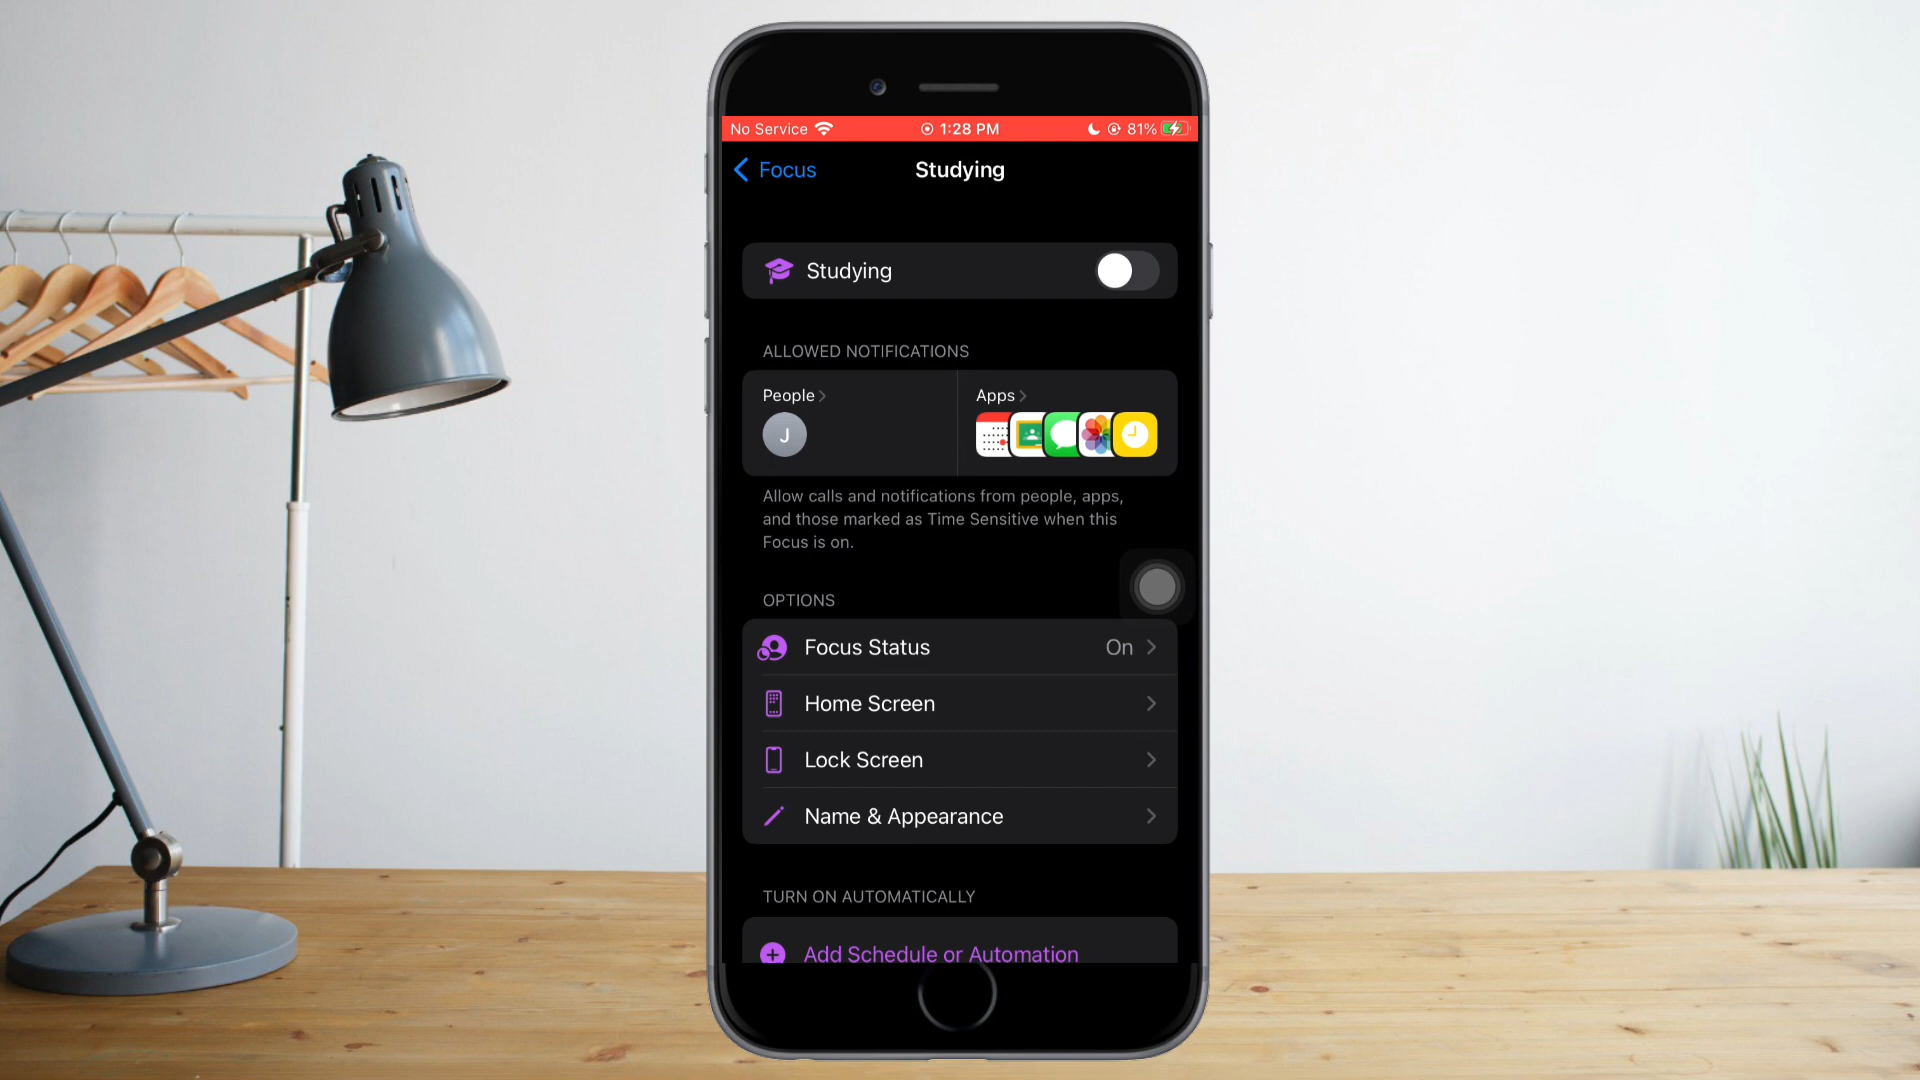 No Service 1:28 PM 81%
Focus Studying
Studying
ALLOWED NOTIFICATIONS
People Apps
J
Allow calls and notifications from people, apps,
and those marked as Time Sensitive when this
Focus is on.
OPTIONS
Focus Status On
Home Screen
Lock Screen
Name & Appearance
TURN ON AUTOMATICALLY
Add Schedule or Automation